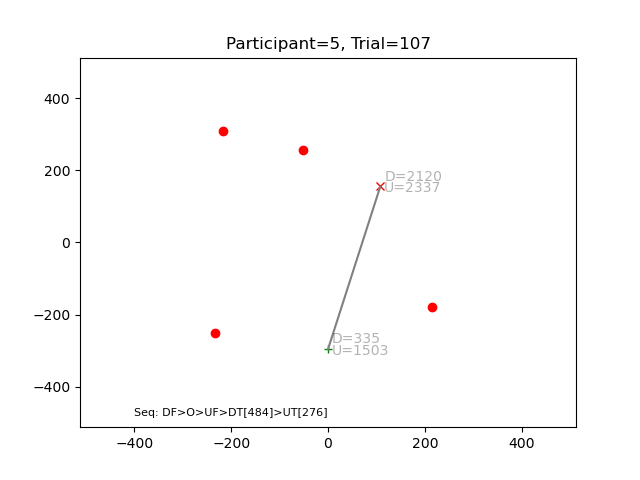 Participant=5, Trial=107
400
200
0
−200
−400
D=2120
U=2337
D=335
U=1503
Seq: DF>O>UF>DT[484]>UT[276]
−400 −200 0 200 400